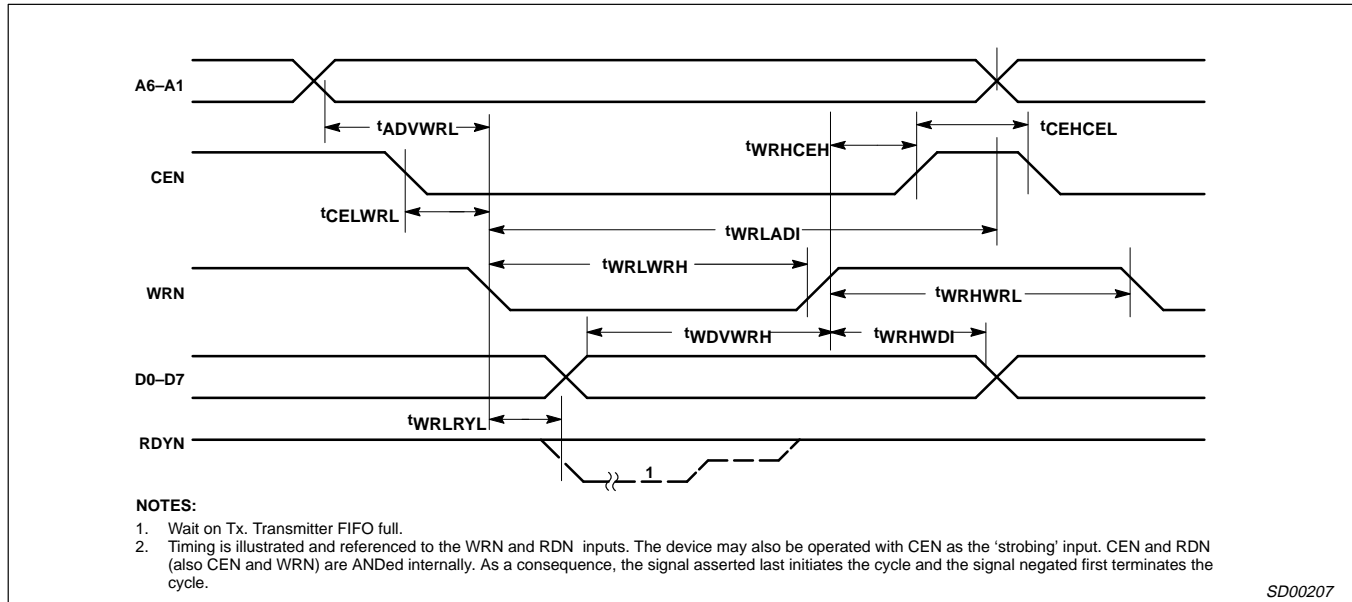 A6–A1
tADVWRL
tCEHCEL
tWRHCEH
CEN
tCELWRL
tWRLADI
tWRLWRH
WRN
tWRHWRL
tWDVWRH
tWRHWDI
D0–D7
tWRLRYL
RDYN
1
NOTES:
1. Wait on Tx. Transmitter FIFO full.
2. Timing is illustrated and referenced to the WRN and RDN inputs. The device may also be operated with CEN as the ‘strobing’ input. CEN and RDN
(also CEN and WRN) are ANDed internally. As a consequence, the signal asserted last initiates the cycle and the signal negated first terminates the
cycle.
SD00207